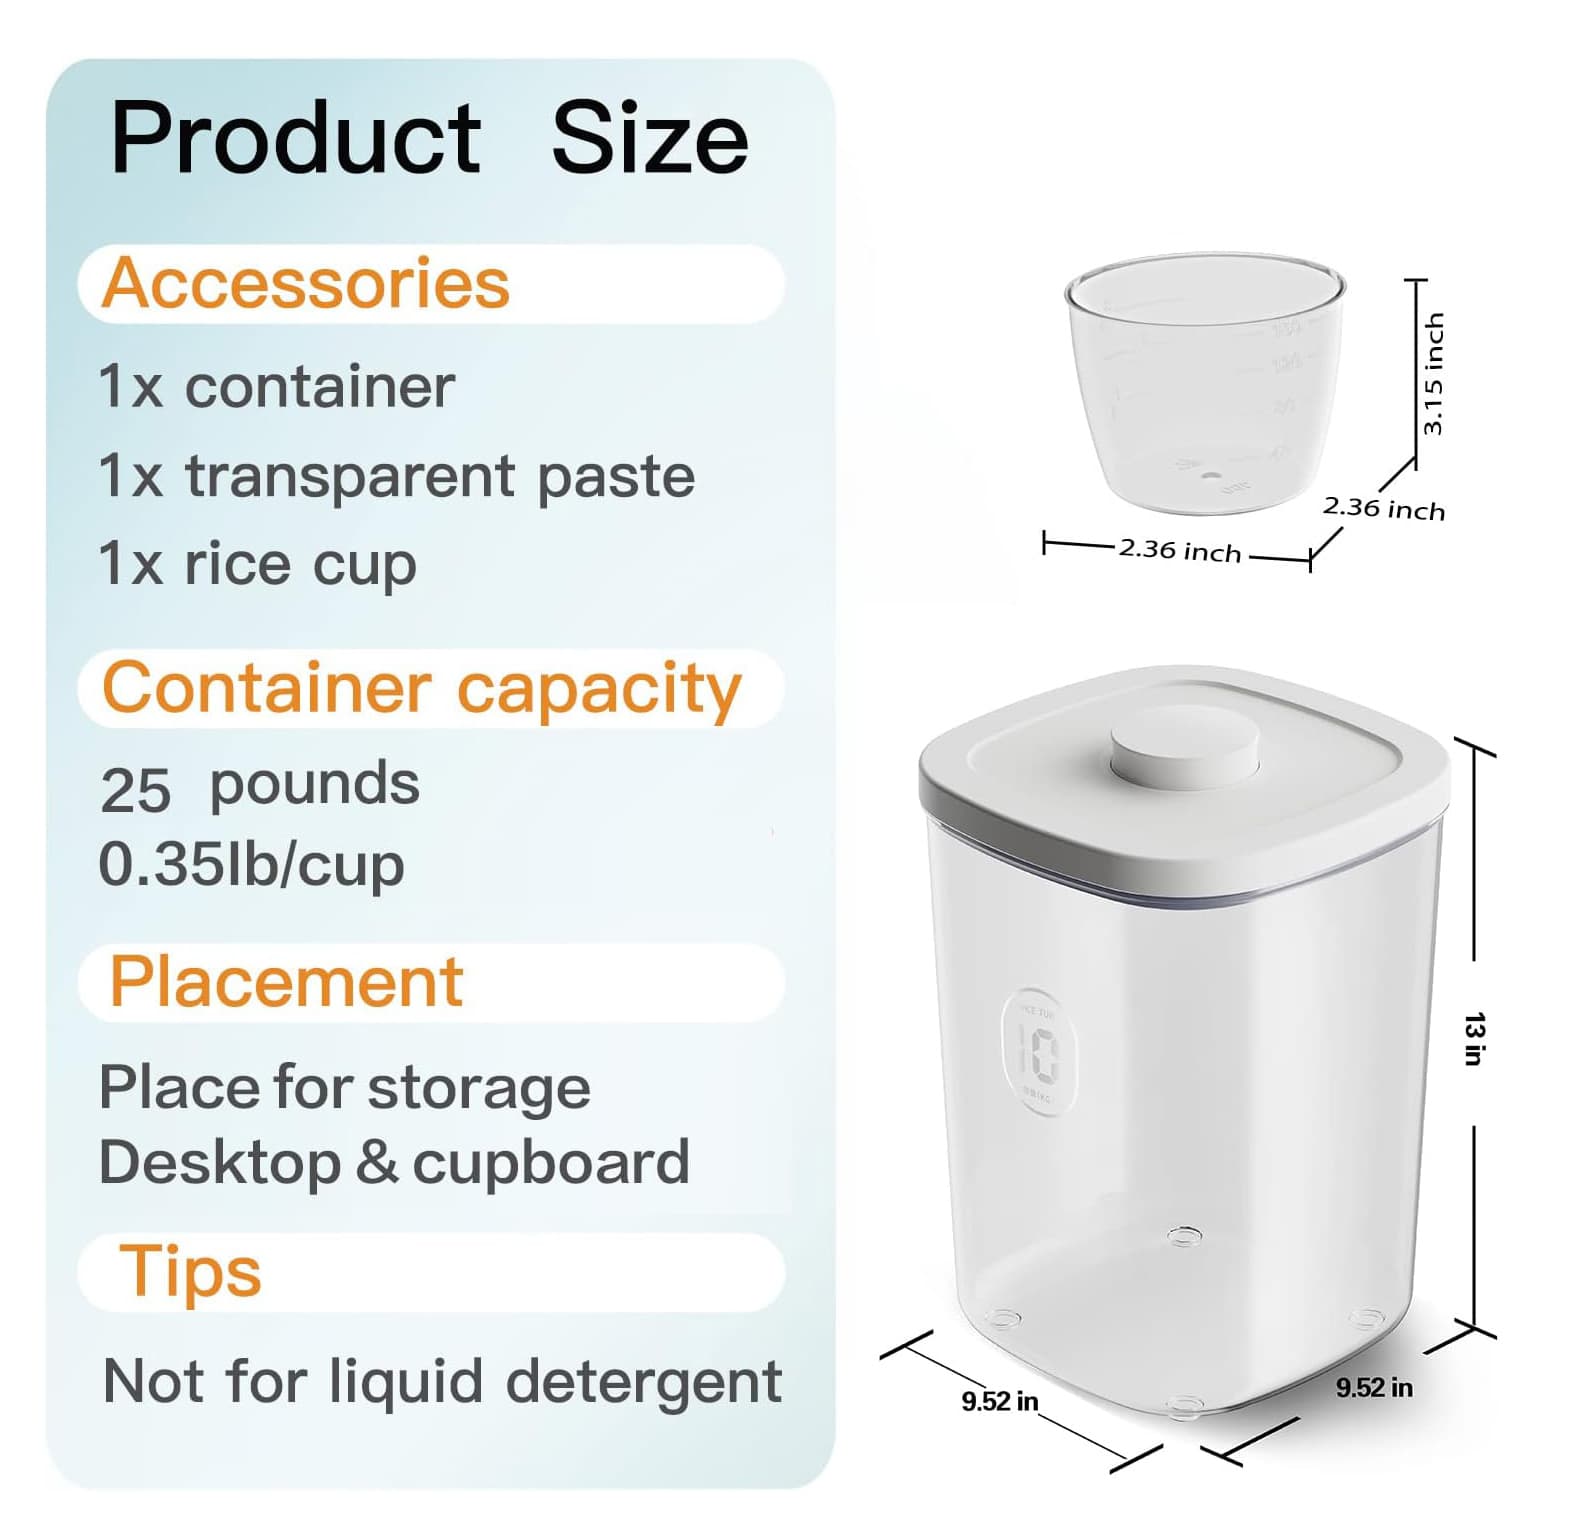 Product Size
Accessories
1x container
1x transparent paste
1x rice cup
Container capacity
25 pounds
0.35lb/cup
Placement
Place for storage
Desktop & cupboard
Tips
Not for liquid detergent
3.15 inch
2.36 inch
2.36 inch
10
13 in
9.52 in
9.52 in